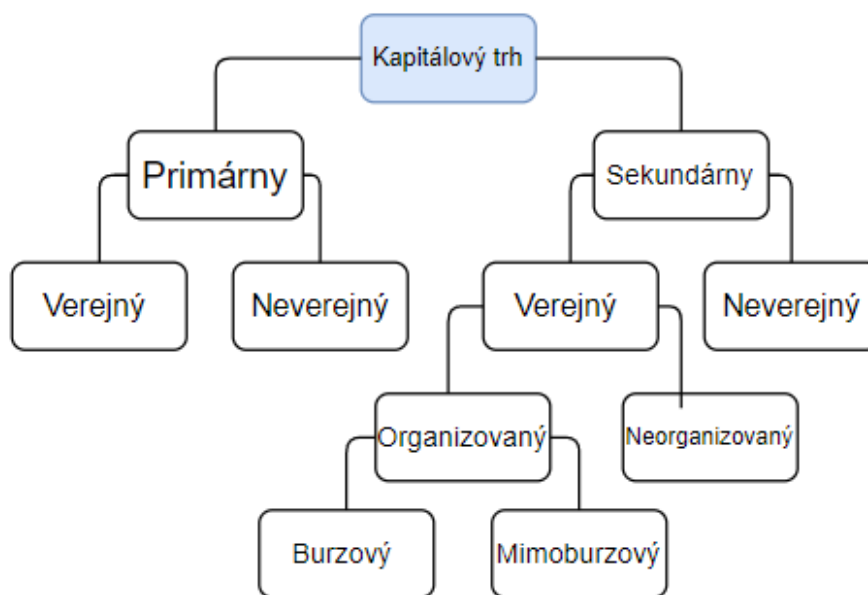 Kapitálový trh
Primárny
Sekundárny
Verejný
Neverejný
Verejný
Neverejný
Organizovaný
Neorganizovaný
Burzový
Mimoburzový